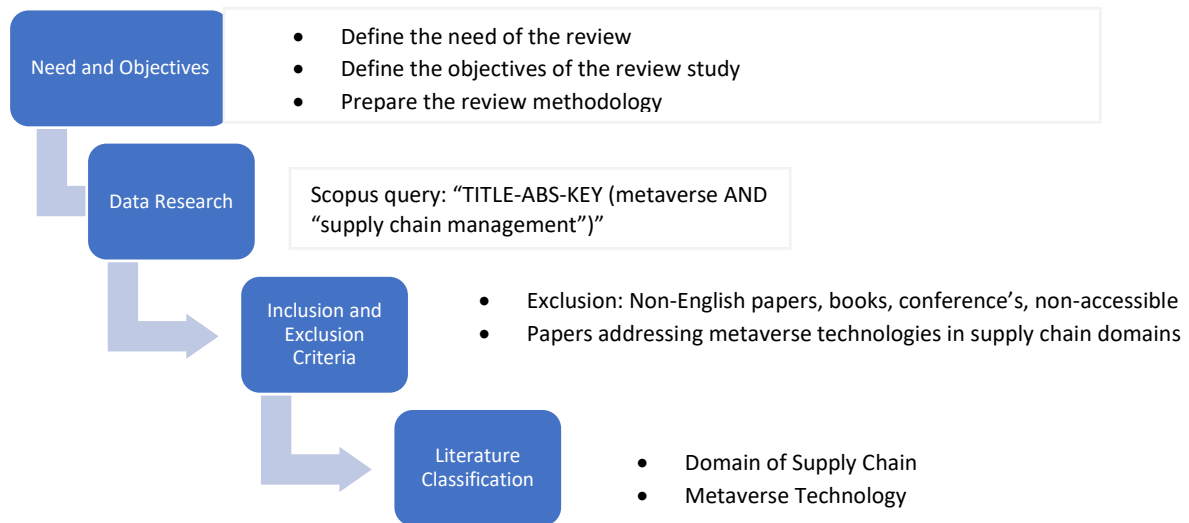 Need and Objectives
• Define the need of the review
• Define the objectives of the review study
• Prepare the review methodology
Data Research
Scopus query: “TITLE-ABS-KEY (metaverse AND
“supply chain management”)”
Inclusion and
Exclusion
Criteria
• Exclusion: Non-English papers, books, conference’s, non-accessible
• Papers addressing metaverse technologies in supply chain domains
Literature
Classification
• Domain of Supply Chain
• Metaverse Technology